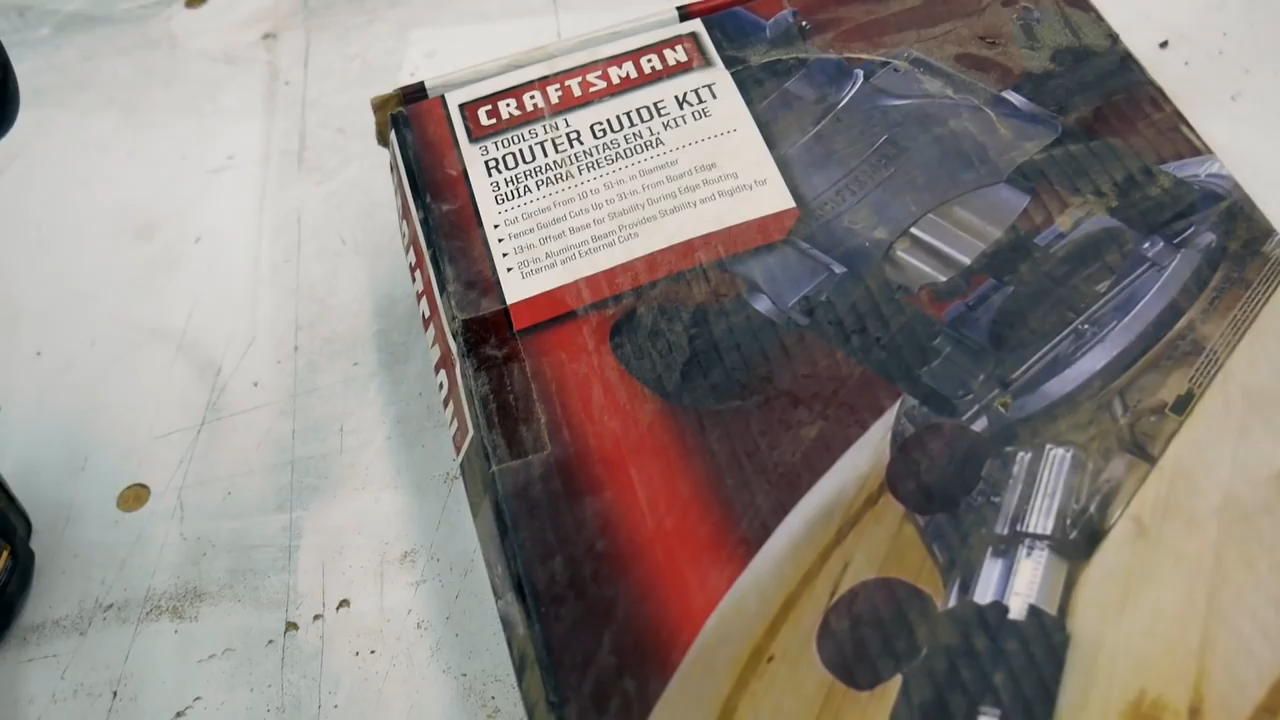 CRAFTSMAN
3 TOOLS IN 1
ROUTER GUIDE KIT
3 HERRAMIENTAS EN 1, KIT DE
GUÍA PARA FRESADORA
► Cut Circles From 10 to 51-in. in Diameter
► Fence Guided Cuts Up to 31-in. From Board Edge
► 13-in. Offset Base for Stability During Edge Routing
► 20-in. Aluminum Beam Provides Stability and Rigidity for
Internal and External Cuts
CRAFTSMAN
CRAFTSMAN